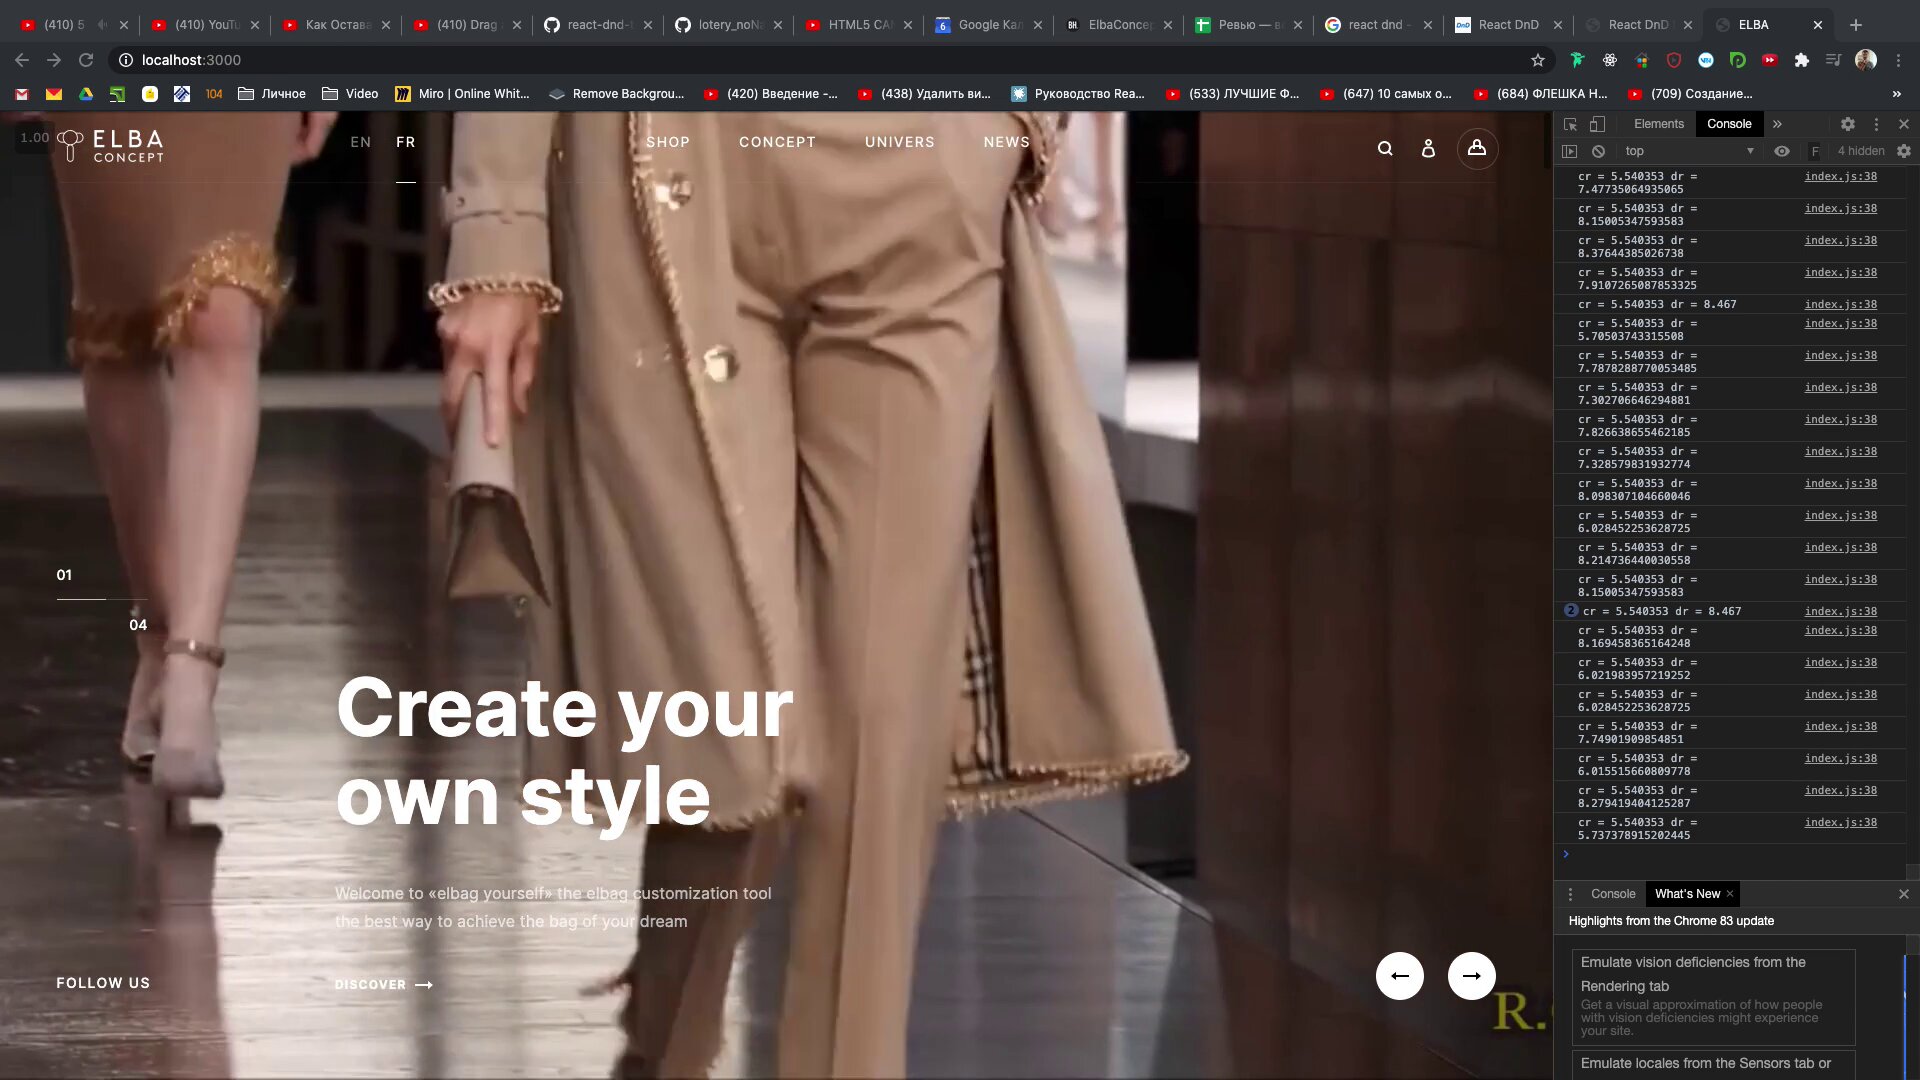 (410) 5
(410) YouTu
Как Остава
(410) Drag
react-dnd-t
lotery_noNa
HTML5 CAN
Google Кал
ElbaConcep
Ревью — в
react dnd -
React DnD
React DnD
ELBA
localhost:3000
104
Личное
Video
Miro | Online Whit...
Remove Backgrou...
(420) Введение -...
(438) Удалить ви...
Руководство Rea...
(533) ЛУЧШИЕ Ф...
(647) 10 самых о...
(684) ФЛЕШКА Н...
(709) Создание...
»
1.00
ELBA
CONCEPT
EN FR
SHOP CONCEPT UNIVERS NEWS
01
04
Create your
own style
Welcome to «elbag yourself» the elbag customization tool
the best way to achieve the bag of your dream
DISCOVER
FOLLOW US
R.
Elements Console »
top F 4 hidden
cr = 5.540353 dr = index.js:38
7.47735064935065
cr = 5.540353 dr = index.js:38
8.15005347593583
cr = 5.540353 dr = index.js:38
8.37644385026738
cr = 5.540353 dr = index.js:38
7.9107265087853325
cr = 5.540353 dr = 8.467 index.js:38
cr = 5.540353 dr = index.js:38
5.70503743315508
cr = 5.540353 dr = index.js:38
7.7878288770053485
cr = 5.540353 dr = index.js:38
7.302706646294881
cr = 5.540353 dr = index.js:38
7.826638655462185
cr = 5.540353 dr = index.js:38
7.328579831932774
cr = 5.540353 dr = index.js:38
8.098307104660046
cr = 5.540353 dr = index.js:38
6.028452253628725
cr = 5.540353 dr = index.js:38
8.214736440030558
cr = 5.540353 dr = index.js:38
8.15005347593583
2 cr = 5.540353 dr = 8.467 index.js:38
cr = 5.540353 dr = index.js:38
8.169458365164248
cr = 5.540353 dr = index.js:38
6.021983957219252
cr = 5.540353 dr = index.js:38
6.028452253628725
cr = 5.540353 dr = index.js:38
7.74901909854851
cr = 5.540353 dr = index.js:38
6.015515660809778
cr = 5.540353 dr = index.js:38
8.279419404125287
cr = 5.540353 dr = index.js:38
5.737378915202445
Console What's New
Highlights from the Chrome 83 update
Emulate vision deficiencies from the
Rendering tab
Get a visual approximation of how people
with vision deficiencies might experience
your site.
Emulate locales from the Sensors tab or